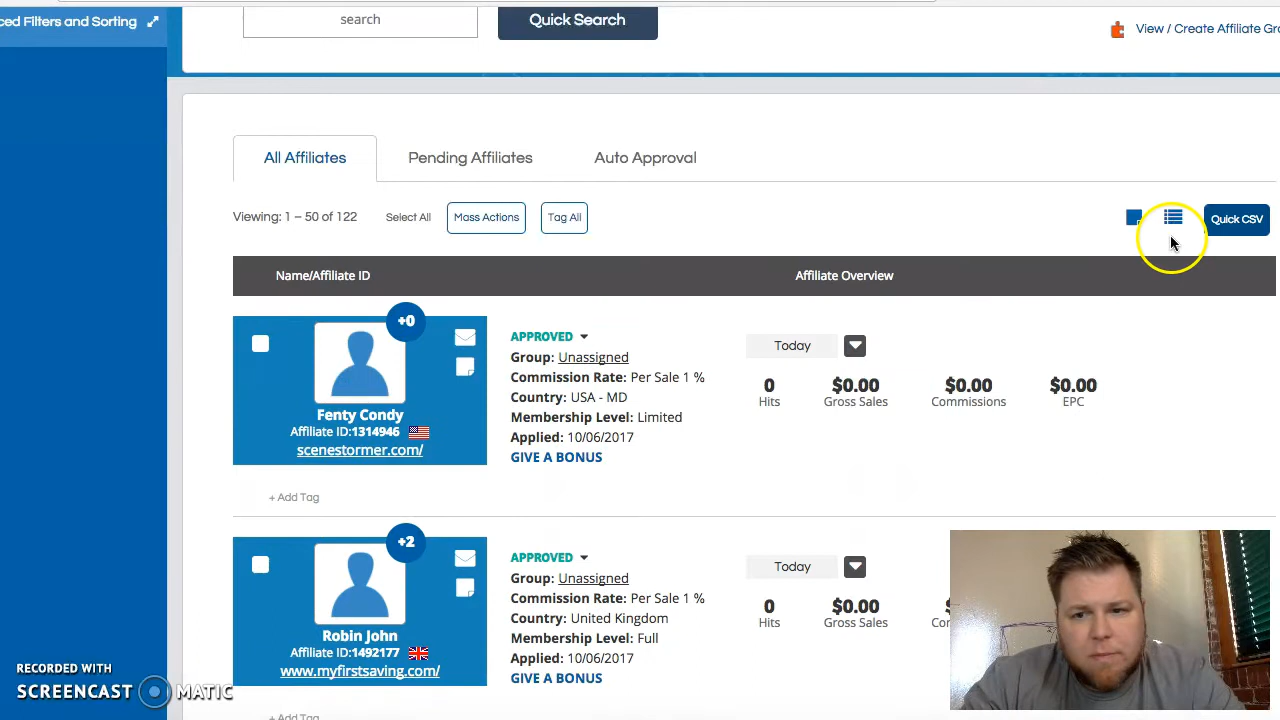 ced Filters and Sorting
search
Quick Search
View / Create Affiliate Gro
All Affiliates
Pending Affiliates
Auto Approval
Viewing: 1 – 50 of 122
Select All
Mass Actions
Tag All
Quick CSV
Name/Affiliate ID
Affiliate Overview
+0
Fenty Condy
Affiliate ID:1314946
scenestormer.com/
+ Add Tag
APPROVED
Group: Unassigned
Commission Rate: Per Sale 1 %
Country: USA - MD
Membership Level: Limited
Applied: 10/06/2017
GIVE A BONUS
Today
0
Hits
$0.00
Gross Sales
$0.00
Commissions
$0.00
EPC
+2
Robin John
Affiliate ID:1492177
www.myfirstsaving.com/
+ Add Tag
APPROVED
Group: Unassigned
Commission Rate: Per Sale 1 %
Country: United Kingdom
Membership Level: Full
Applied: 10/06/2017
GIVE A BONUS
Today
0
Hits
$0.00
Gross Sales
RECORDED WITH
SCREENCAST MATIC